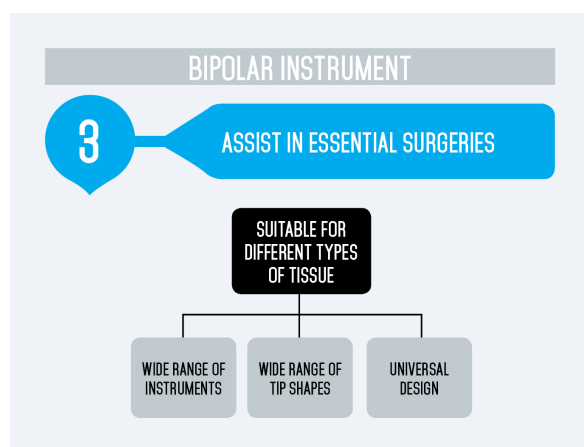 BIPOLAR INSTRUMENT
3
ASSIST IN ESSENTIAL SURGERIES
SUITABLE FOR
DIFFERENT TYPES
OF TISSUE
WIDE RANGE OF
INSTRUMENTS
WIDE RANGE OF
TIP SHAPES
UNIVERSAL
DESIGN